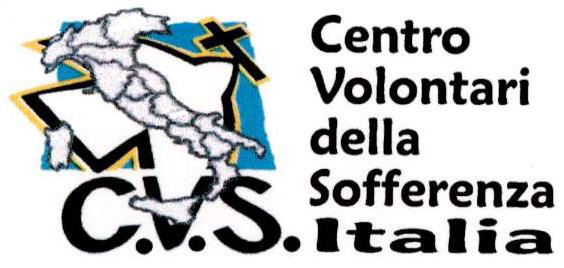 Centro
Volontari
della
Sofferenza
C.V.S. Italia